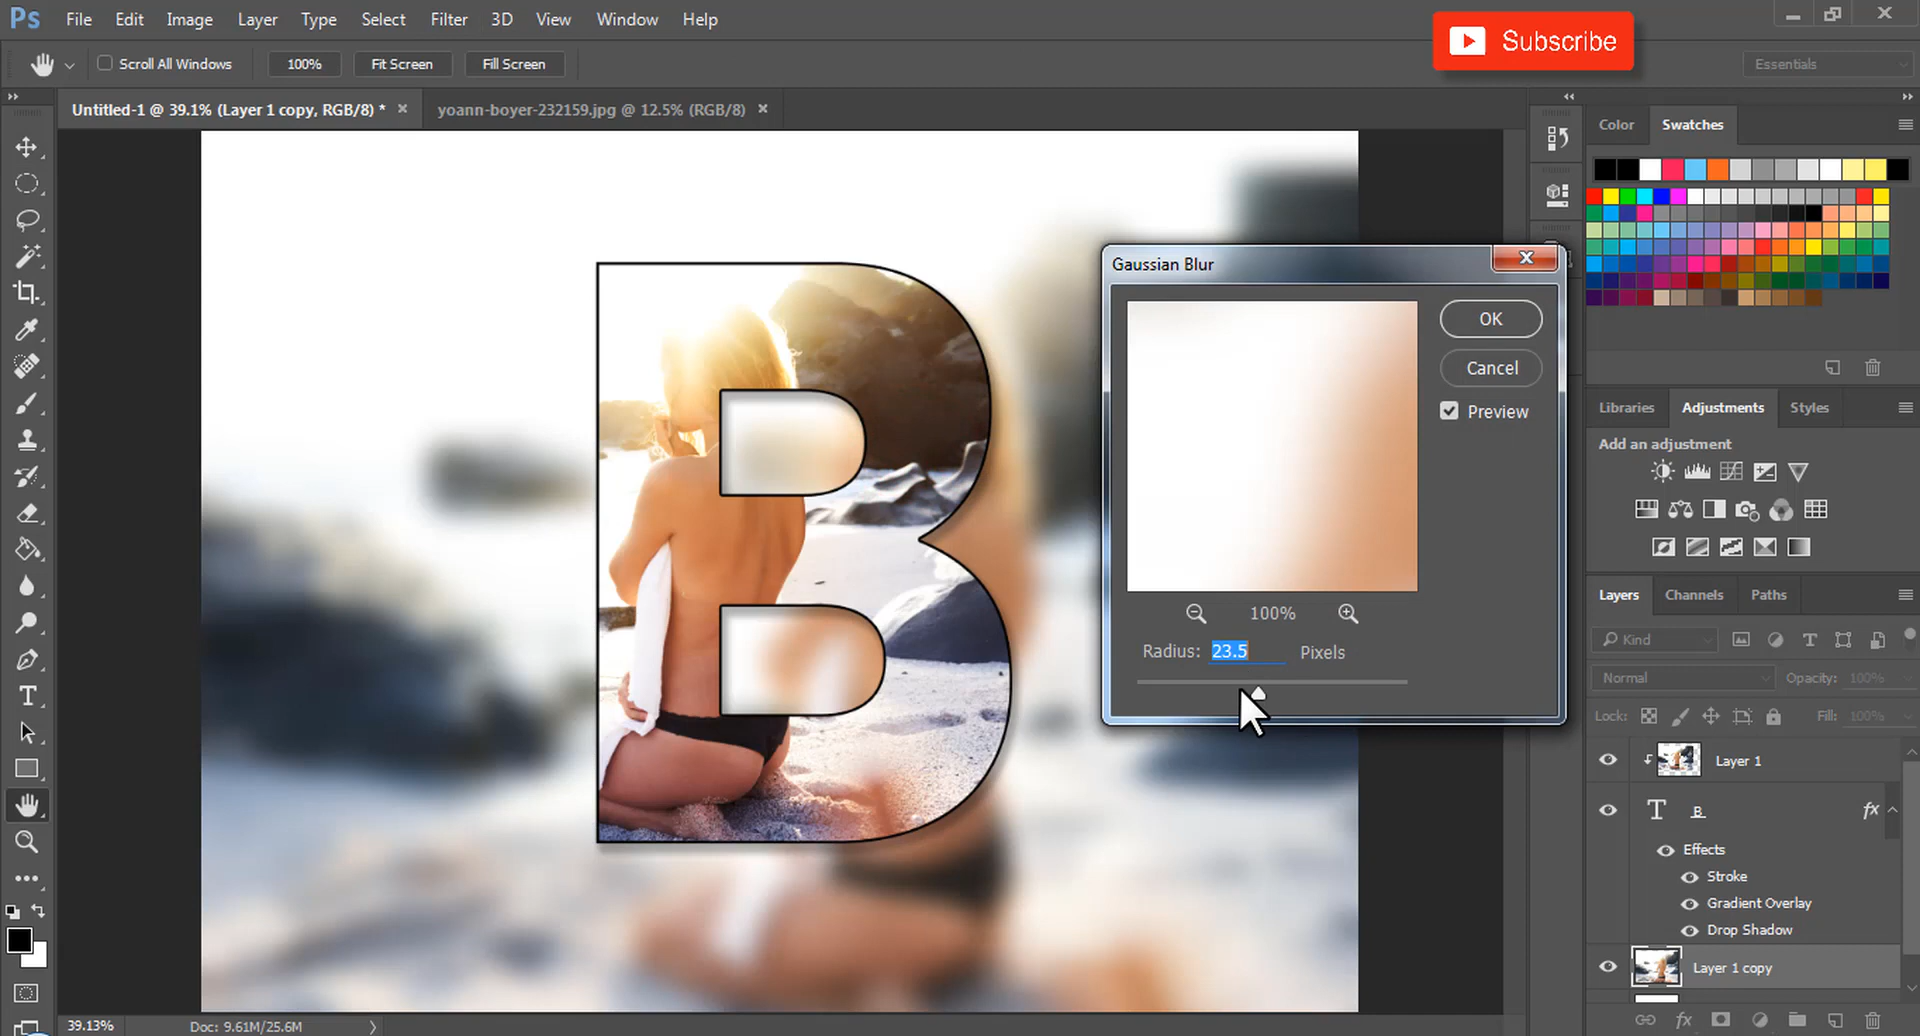 Ps File Edit Image Layer Type Select Filter 3D View Window Help
Subscribe
Scroll All Windows 100% Fit Screen Fill Screen Essentials
Untitled-1 @ 39.1% (Layer 1 copy, RGB/8) * × yoann-boyer-232159.jpg @ 12.5% (RGB/8) ×
Color Swatches
B
Gaussian Blur
OK
Cancel
Preview
100%
Radius: 23.5 Pixels
Libraries Adjustments Styles
Add an adjustment
Layers Channels Paths
Kind
Normal Opacity: 100%
Lock: Fill: 100%
Layer 1
T B fx
Effects
Stroke
Gradient Overlay
Drop Shadow
Layer 1 copy
fx
39.13% Doc: 9.61M/25.6M